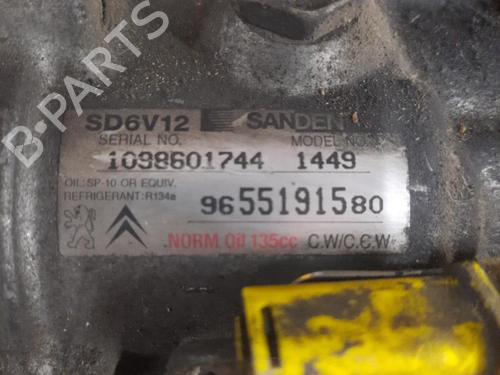 B-PARTS
SD6V12 SANDEN
SERIAL NO. MODEL NO.
1098601744 1449
OIL: SP-10 OR EQUIV.
REFRIGERANT: R134a
9655191580
NORM. Oil 135cc C.W/C.C.W